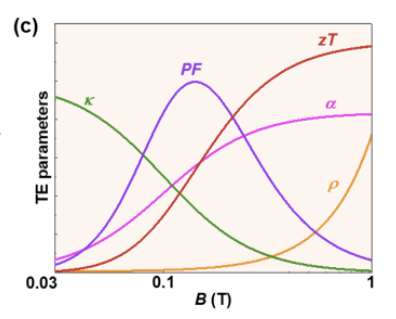 (c)
zT
PF
κ
α
TE parameters
ρ
0.03
0.1
1
B (T)